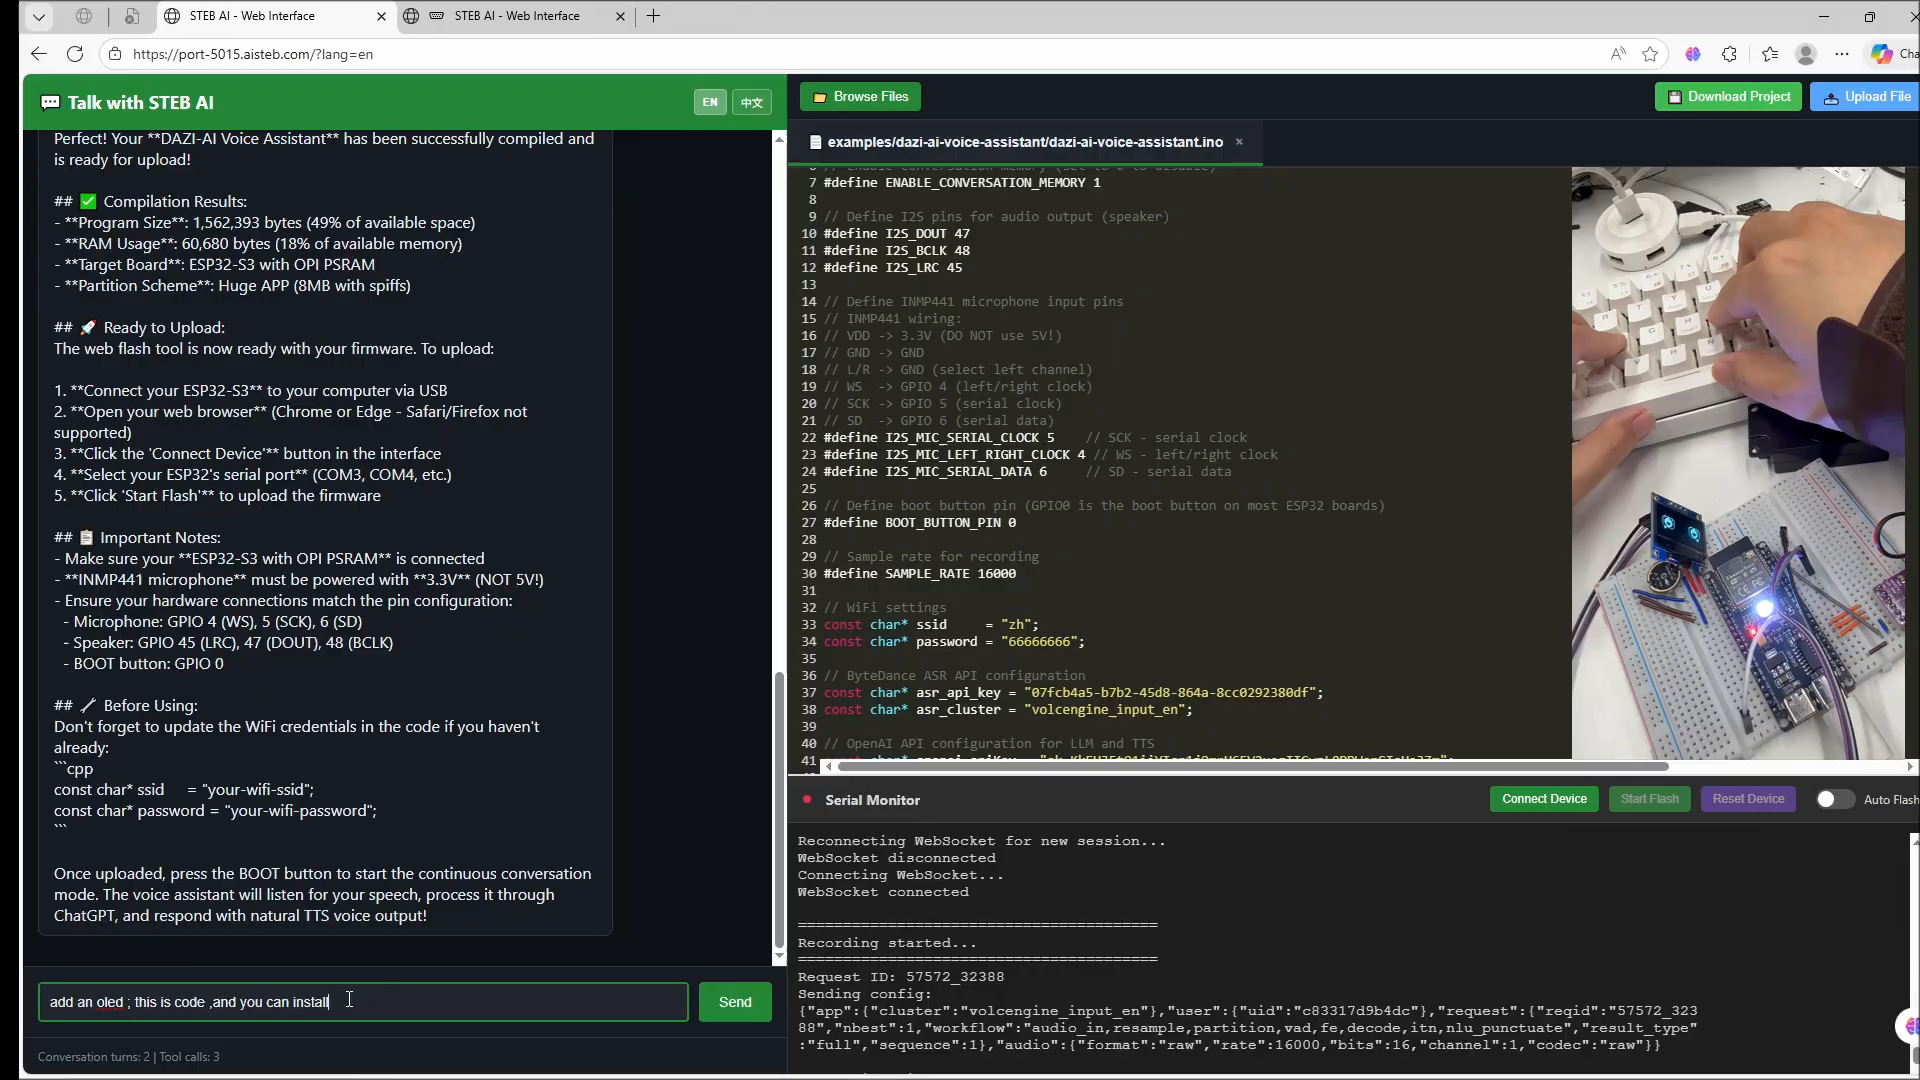 STEB AI - Web Interface
STEB AI - Web Interface
https://port-5015.aisteb.com/?lang=en
Talk with STEB AI
EN
中文
Perfect! Your **DAZI-AI Voice Assistant** has been successfully compiled and
is ready for upload!
## ✅ Compilation Results:
- **Program Size**: 1,562,393 bytes (49% of available space)
- **RAM Usage**: 60,680 bytes (18% of available memory)
- **Target Board**: ESP32-S3 with OPI PSRAM
- **Partition Scheme**: Huge APP (8MB with spiffs)
## 🚀 Ready to Upload:
The web flash tool is now ready with your firmware. To upload:
1. **Connect your ESP32-S3** to your computer via USB
2. **Open your web browser** (Chrome or Edge - Safari/Firefox not
supported)
3. **Click the 'Connect Device'** button in the interface
4. **Select your ESP32's serial port** (COM3, COM4, etc.)
5. **Click 'Start Flash'** to upload the firmware
## 📋 Important Notes:
- Make sure your **ESP32-S3 with OPI PSRAM** is connected
- **INMP441 microphone** must be powered with **3.3V** (NOT 5V!)
- Ensure your hardware connections match the pin configuration:
- Microphone: GPIO 4 (WS), 5 (SCK), 6 (SD)
- Speaker: GPIO 45 (LRC), 47 (DOUT), 48 (BCLK)
- BOOT button: GPIO 0
## 🔧 Before Using:
Don't forget to update the WiFi credentials in the code if you haven't
already:
```cpp
const char* ssid     = "your-wifi-ssid";
const char* password = "your-wifi-password";
```
Once uploaded, press the BOOT button to start the continuous conversation
mode. The voice assistant will listen for your speech, process it through
ChatGPT, and respond with natural TTS voice output!
add an oled ; this is code ,and you can install
Send
Conversation turns: 2 | Tool calls: 3
Browse Files
Download Project
Upload File
examples/dazi-ai-voice-assistant/dazi-ai-voice-assistant.ino
7 #define ENABLE_CONVERSATION_MEMORY 1
8
9 // Define I2S pins for audio output (speaker)
10 #define I2S_DOUT 47
11 #define I2S_BCLK 48
12 #define I2S_LRC 45
13
14 // Define INMP441 microphone input pins
15 // INMP441 wiring:
16 // VDD -> 3.3V (DO NOT use 5V!)
17 // GND -> GND
18 // L/R -> GND (select left channel)
19 // WS  -> GPIO 4 (left/right clock)
20 // SCK -> GPIO 5 (serial clock)
21 // SD  -> GPIO 6 (serial data)
22 #define I2S_MIC_SERIAL_CLOCK 5    // SCK - serial clock
23 #define I2S_MIC_LEFT_RIGHT_CLOCK 4 // WS - left/right clock
24 #define I2S_MIC_SERIAL_DATA 6     // SD - serial data
25
26 // Define boot button pin (GPIO0 is the boot button on most ESP32 boards)
27 #define BOOT_BUTTON_PIN 0
28
29 // Sample rate for recording
30 #define SAMPLE_RATE 16000
31
32 // WiFi settings
33 const char* ssid     = "zh";
34 const char* password = "66666666";
35
36 // ByteDance ASR API configuration
37 const char* asr_api_key = "07fcb4a5-b7b2-45d8-864a-8cc0292380df";
38 const char* asr_cluster = "volcengine_input_en";
39
40 // OpenAI API configuration for LLM and TTS
41
Serial Monitor
Connect Device
Start Flash
Reset Device
Auto Flash
Reconnecting WebSocket for new session...
WebSocket disconnected
Connecting WebSocket...
WebSocket connected
========================================
Recording started...
========================================
Request ID: 57572_32388
Sending config:
{"app":{"cluster":"volcengine_input_en"},"user":{"uid":"c83317d9b4dc"},"request":{"reqid":"57572_323
88","nbest":1,"workflow":"audio_in,resample,partition,vad,fe,decode,itn,nlu_punctuate","result_type"
:"full","sequence":1},"audio":{"format":"raw","rate":16000,"bits":16,"channel":1,"codec":"raw"}}